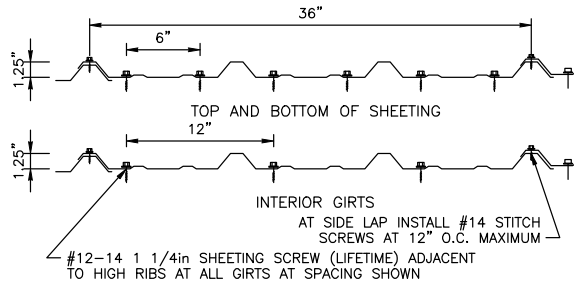 36"
6"
1.25"
TOP AND BOTTOM OF SHEETING
12"
1.25"
INTERIOR GIRTS
AT SIDE LAP INSTALL #14 STITCH
SCREWS AT 12" O.C. MAXIMUM
#12-14 1 1/4in SHEETING SCREW (LIFETIME) ADJACENT
TO HIGH RIBS AT ALL GIRTS AT SPACING SHOWN